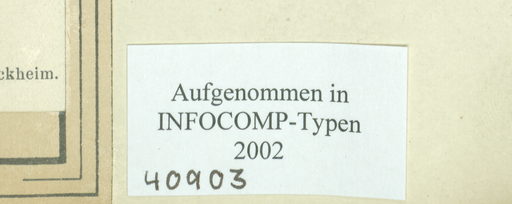 ckheim.
Aufgenommen in
INFOCOMP-Typen
2002
40903